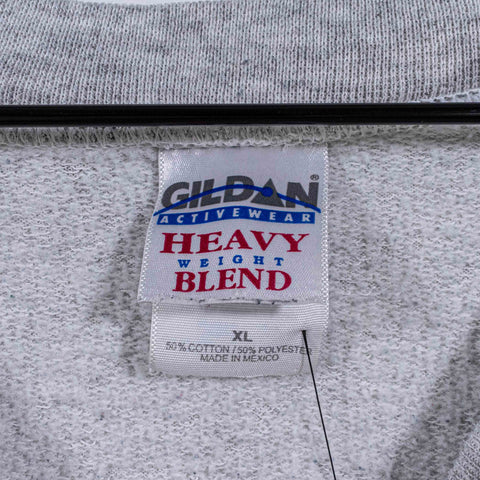 GILDAN®
ACTIVEWEAR
HEAVY
WEIGHT
BLEND
XL
50% COTTON / 50% POLYESTER
MADE IN MEXICO